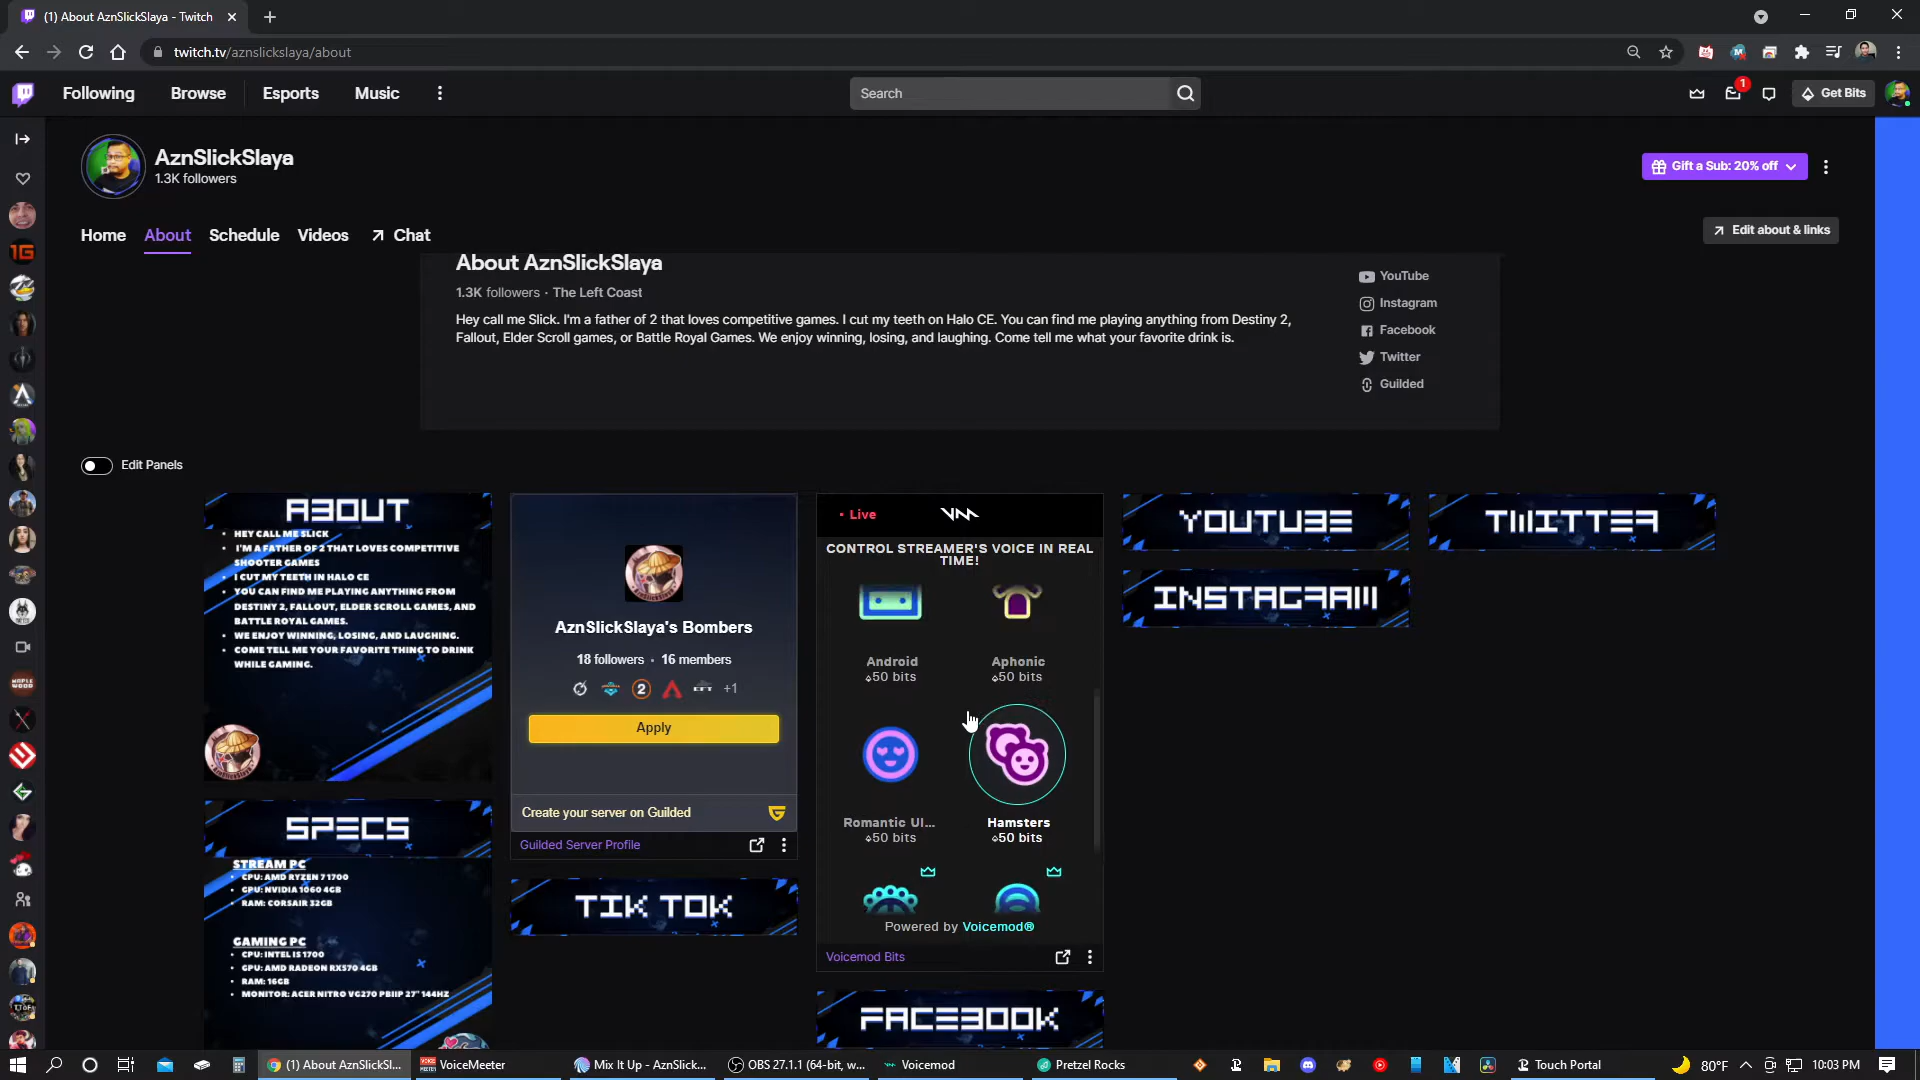 (1) About AznSlickSlaya - Twitch
twitch.tv/aznslickslaya/about
Following
Browse
Esports
Music
Search
1
Get Bits
AznSlickSlaya
1.3K followers
Gift a Sub: 20% off
Home
About
Schedule
Videos
Chat
Edit about & links
About AznSlickSlaya
1.3K followers · The Left Coast
Hey call me Slick. I'm a father of 2 that loves competitive games. I cut my teeth on Halo CE. You can find me playing anything from Destiny 2,
Fallout, Elder Scroll games, or Battle Royal Games. We enjoy winning, losing, and laughing. Come tell me what your favorite drink is.
YouTube
Instagram
Facebook
Twitter
Guilded
Edit Panels
ABOUT
• HEY CALL ME SLICK
• I'M A FATHER OF 2 THAT LOVES COMPETITIVE
SHOOTER GAMES
• I CUT MY TEETH IN HALO CE
• YOU CAN FIND ME PLAYING ANYTHING FROM
DESTINY 2, FALLOUT, ELDER SCROLL GAMES, AND
BATTLE ROYAL GAMES.
• WE ENJOY WINNING, LOSING, AND LAUGHING.
• COME TELL ME YOUR FAVORITE THING TO DRINK
WHILE GAMING.
SPECS
STREAM PC
• CPU: AMD RYZEN 7 1700
• GPU: NVIDIA 1060 4GB
• RAM: CORSAIR 32GB
GAMING PC
• CPU: INTEL I5 1700
• GPU: AMD RADEON RX570 4GB
• RAM: 16GB
• MONITOR: ACER NITRO VG270 PBIIP 27" 144HZ
AznSlickSlaya's Bombers
18 followers · 16 members
2
+1
Apply
Create your server on Guilded
Guilded Server Profile
TIK TOK
Live
VM
CONTROL STREAMER'S VOICE IN REAL
TIME!
Android
50 bits
Aphonic
50 bits
Romantic Ul...
50 bits
Hamsters
50 bits
Powered by Voicemod®
Voicemod Bits
FACEBOOK
YOUTUBE
INSTAGRAM
TWITTER
(1) About AznSlickSl...
VoiceMeeter
Mix It Up - AznSlick...
OBS 27.1.1 (64-bit, w...
Voicemod
Pretzel Rocks
Touch Portal
80°F
10:03 PM